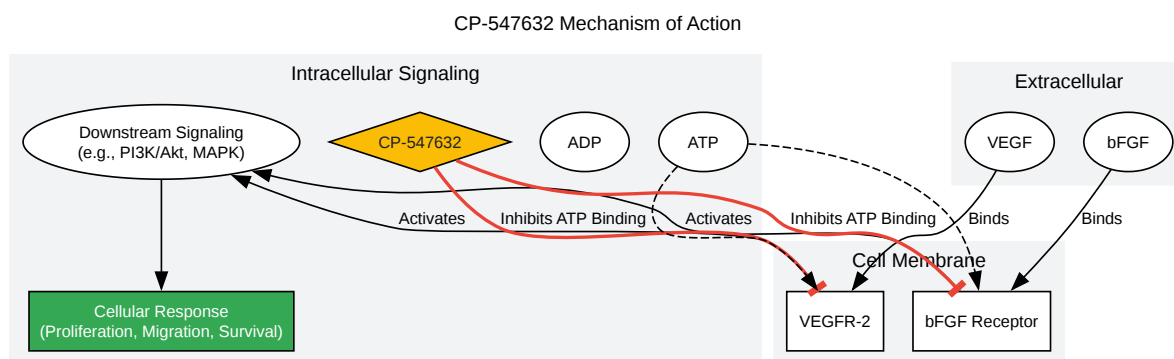 CP-547632 Mechanism of Action
Intracellular Signaling
Extracellular
Downstream Signaling
(e.g., PI3K/Akt, MAPK)
CP-547632
ADP
ATP
VEGF
bFGF
Activates
Inhibits ATP Binding
Activates
Inhibits ATP Binding
Binds
Binds
Cell Membrane
Cellular Response
(Proliferation, Migration, Survival)
VEGFR-2
bFGF Receptor